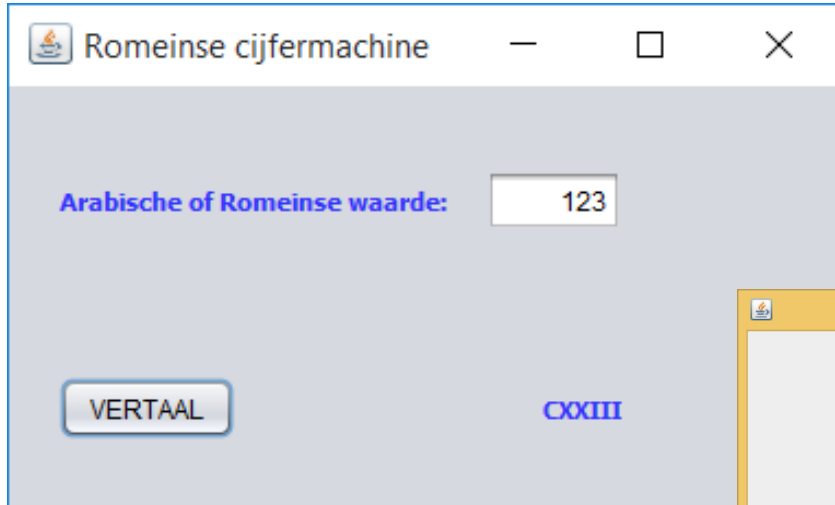 Romeinse cijfermachine
Arabische of Romeinse waarde: 123
VERTAAL CXXIII